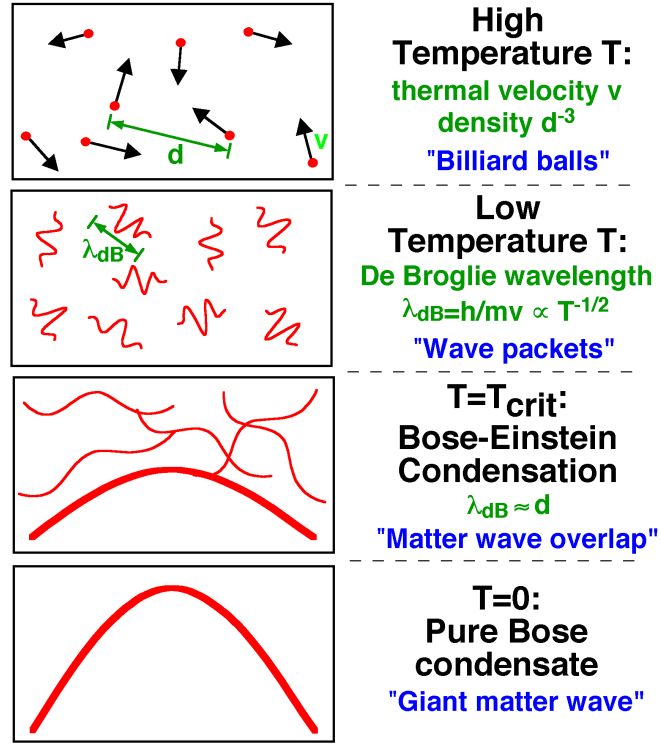 d
v
High
Temperature T:
thermal velocity v
density d⁻³
"Billiard balls"
λdB
Low
Temperature T:
De Broglie wavelength
λdB=h/mv ∝ T⁻¹/²
"Wave packets"
T=Tcrit:
Bose-Einstein
Condensation
λdB ≈ d
"Matter wave overlap"
T=0:
Pure Bose
condensate
"Giant matter wave"